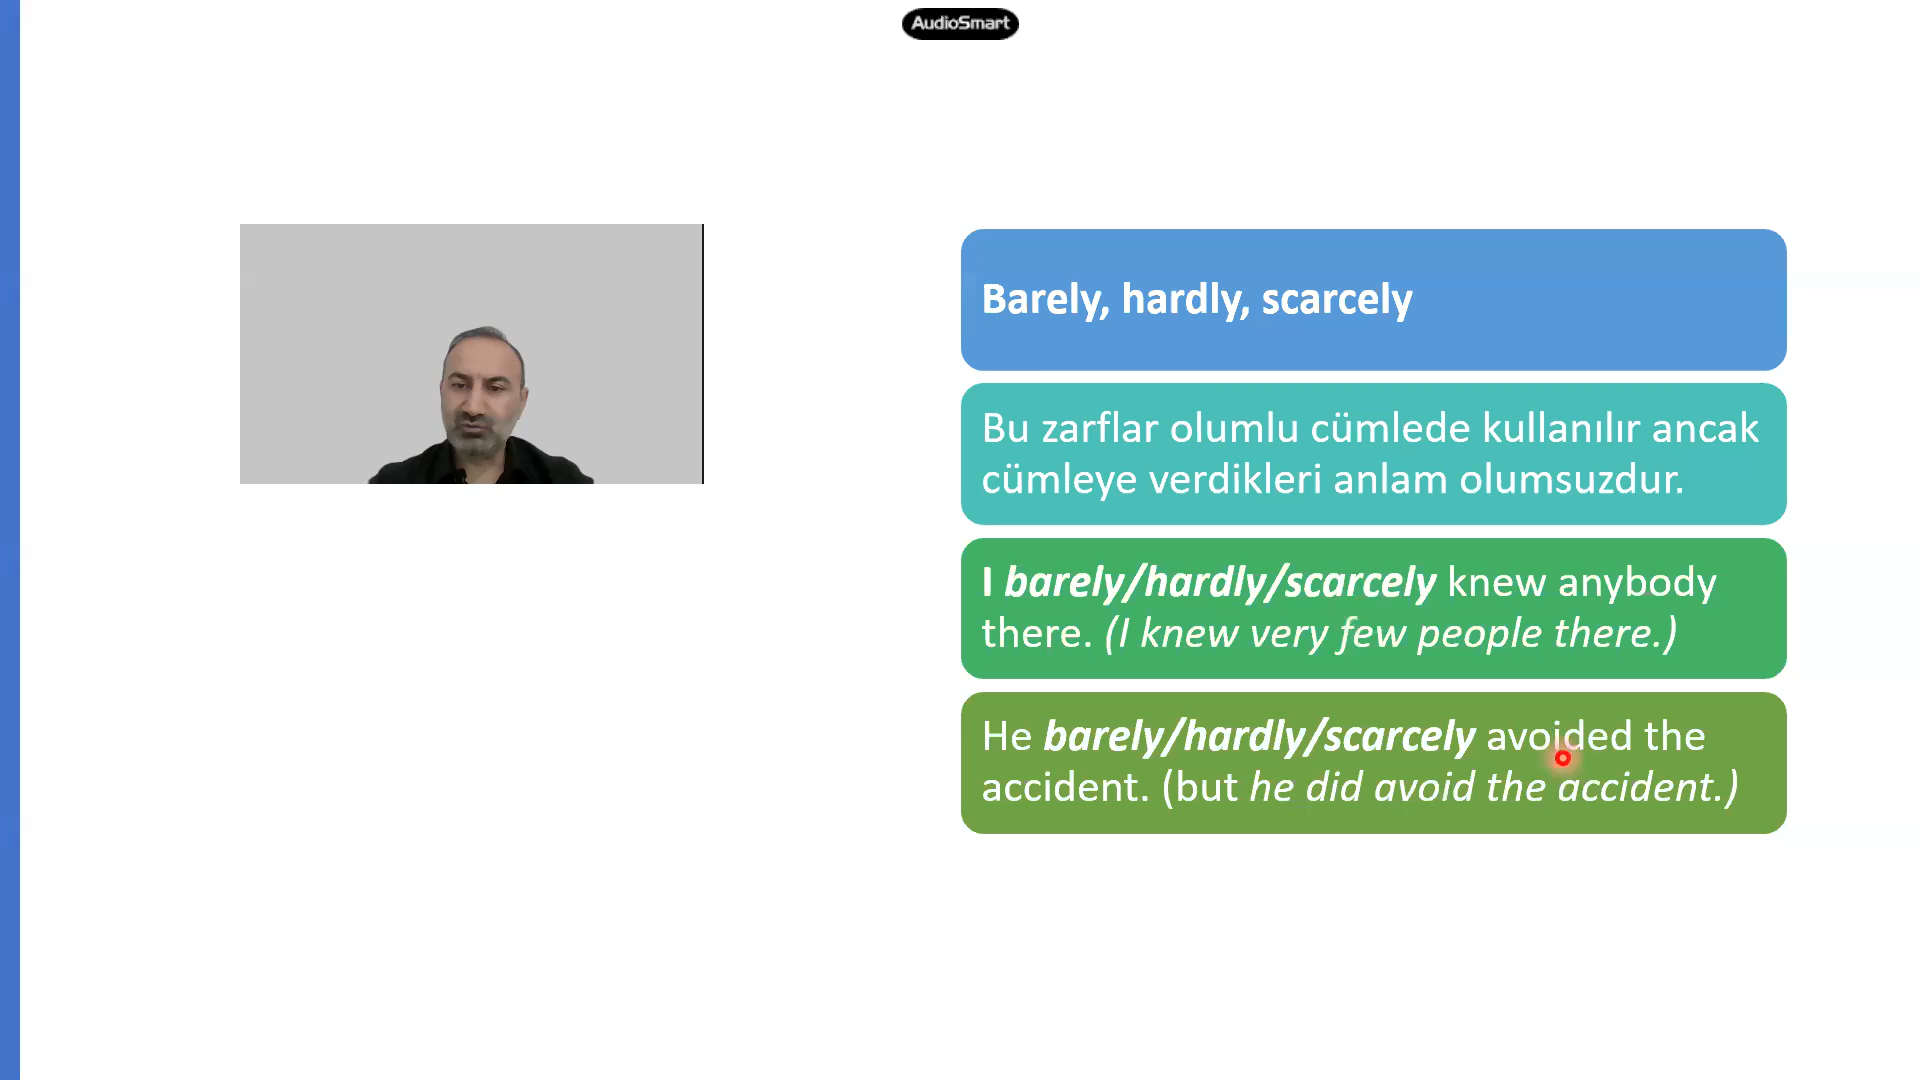 AudioSmart
Barely, hardly, scarcely
Bu zarflar olumlu cümlede kullanılır ancak
cümleye verdikleri anlam olumsuzdur.
I barely/hardly/scarcely knew anybody
there. (I knew very few people there.)
He barely/hardly/scarcely avoided the
accident. (but he did avoid the accident.)